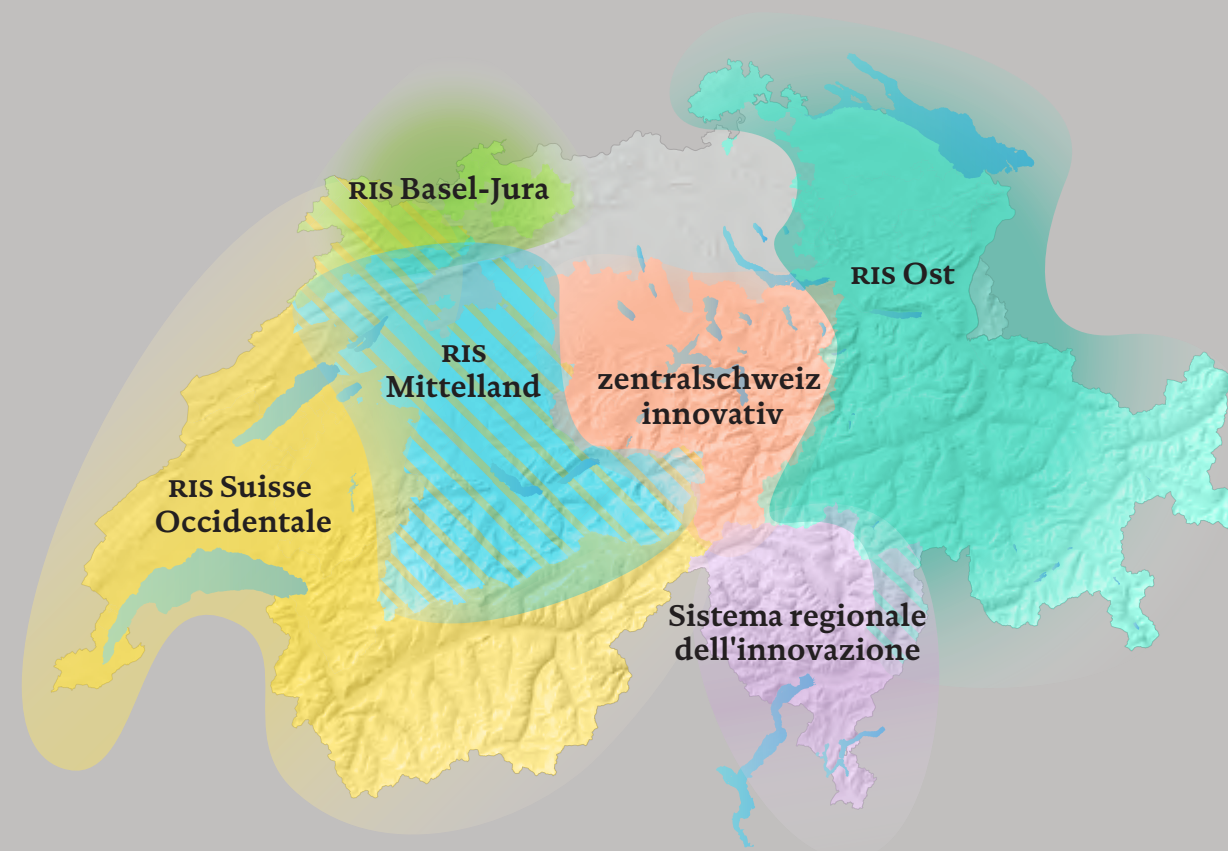 RIS Basel-Jura
RIS Ost
RIS
Mittelland
zentralschweiz
innovativ
RIS Suisse
Occidentale
Sistema regionale
dell'innovazione